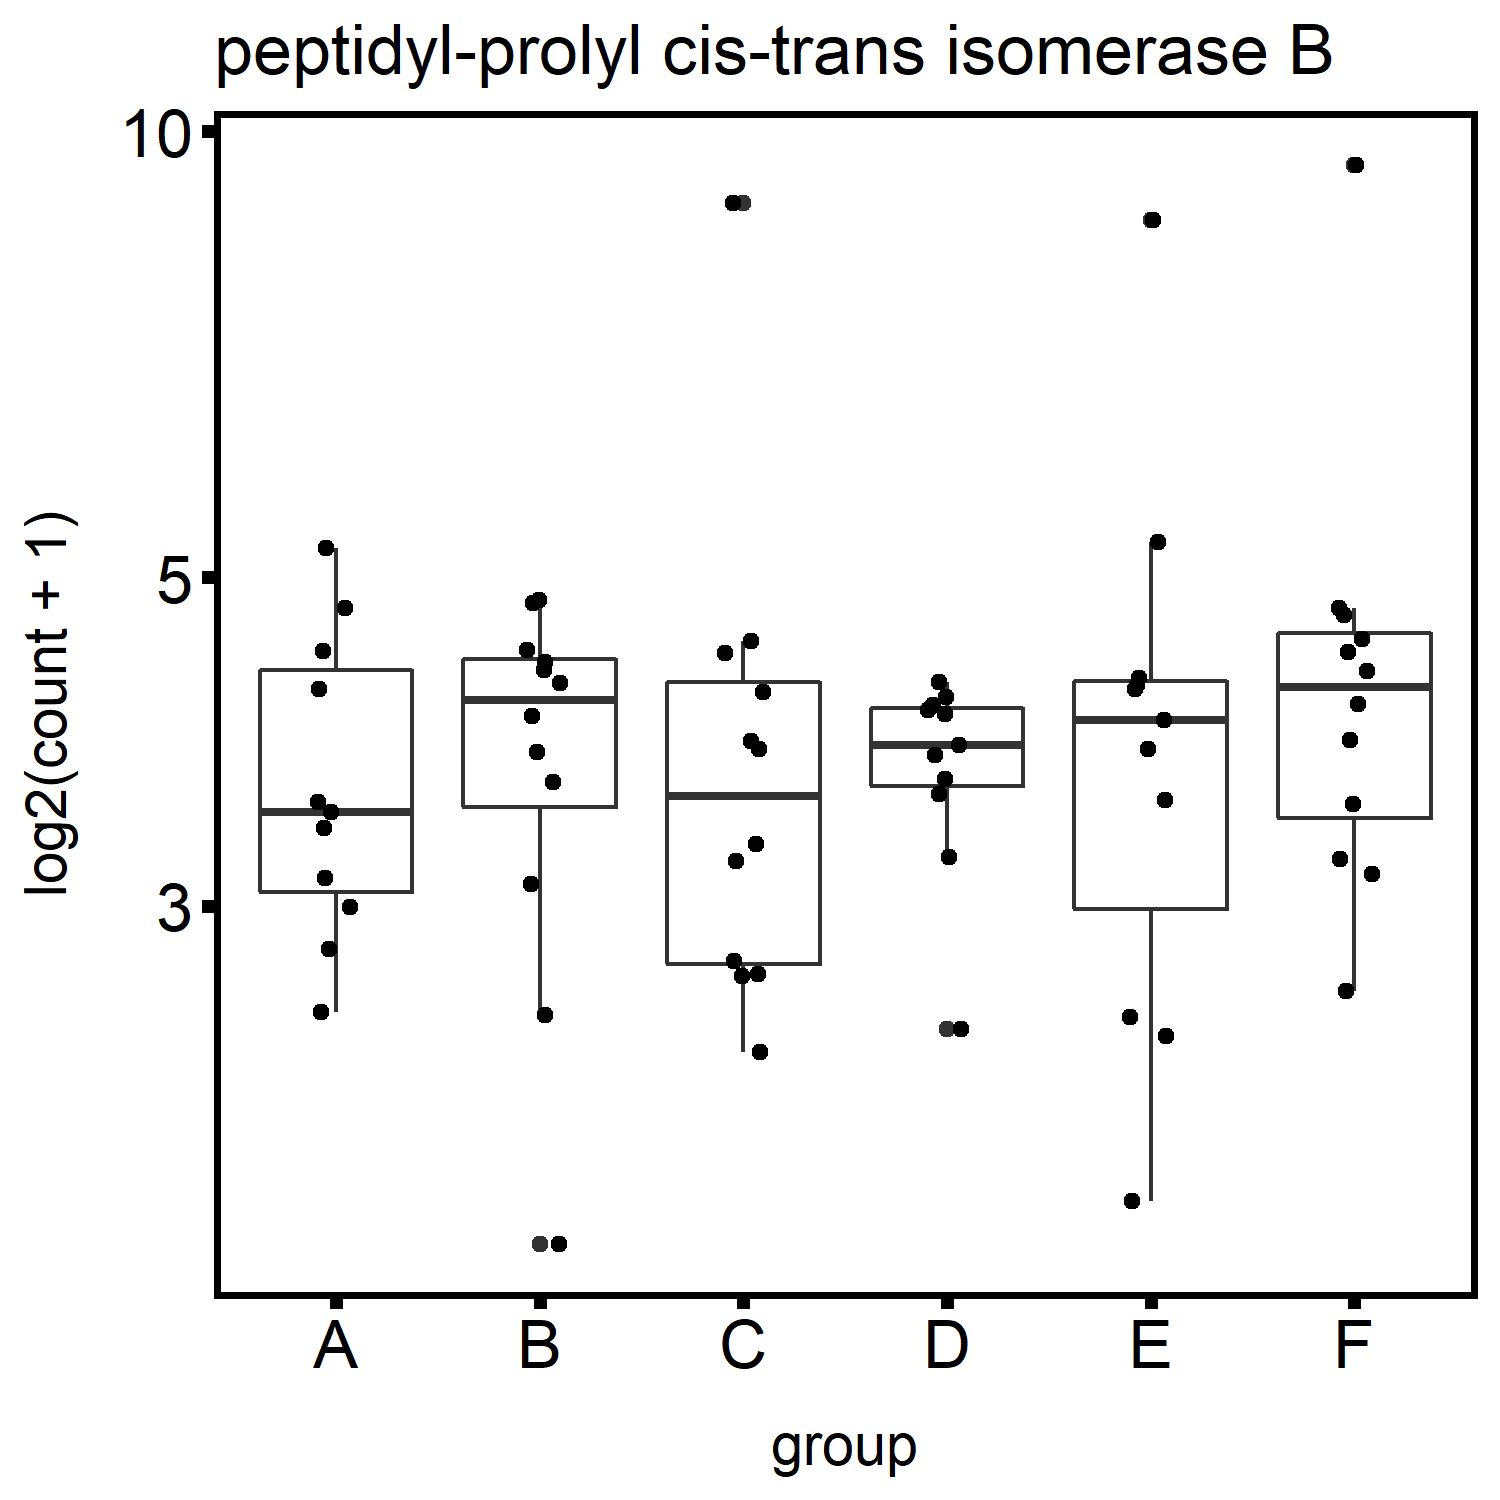 peptidyl-prolyl cis-trans isomerase B
10
5
3
log2(count + 1)
A B C D E F
group